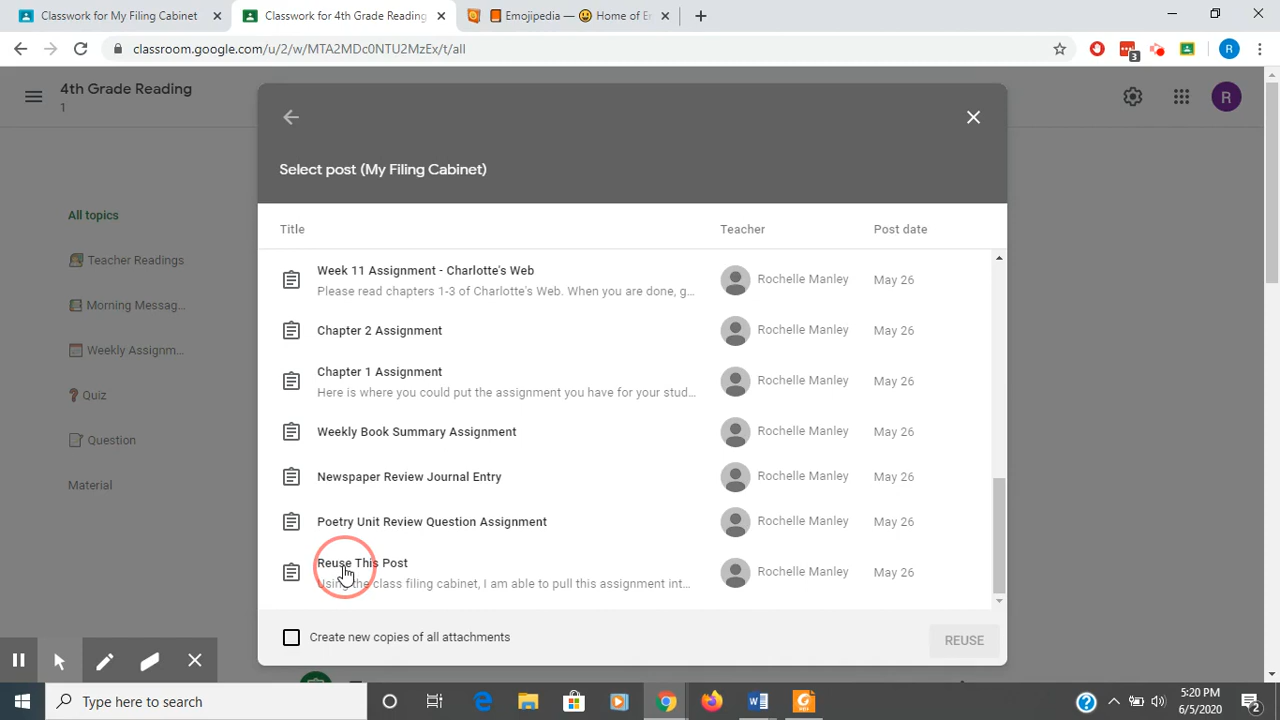 Classwork for My Filing Cabinet
Classwork for 4th Grade Reading
Emojipedia — 😃 Home of E
classroom.google.com/u/2/w/MTA2MDc0NTU2MzEx/t/all
3
R
4th Grade Reading
1
R
Select post (My Filing Cabinet)
All topics
Teacher Readings
Morning Messag...
Weekly Assignm...
Quiz
Question
Material
Title Teacher Post date
Week 11 Assignment - Charlotte's Web
Please read chapters 1-3 of Charlotte's Web. When you are done, g...
Rochelle Manley May 26
Chapter 2 Assignment Rochelle Manley May 26
Chapter 1 Assignment
Here is where you could put the assignment you have for your stud...
Rochelle Manley May 26
Weekly Book Summary Assignment Rochelle Manley May 26
Newspaper Review Journal Entry Rochelle Manley May 26
Poetry Unit Review Question Assignment Rochelle Manley May 26
Reuse This Post
Using the class filing cabinet, I am able to pull this assignment int...
Rochelle Manley May 26
Create new copies of all attachments REUSE
Type here to search
5:20 PM
6/5/2020
2